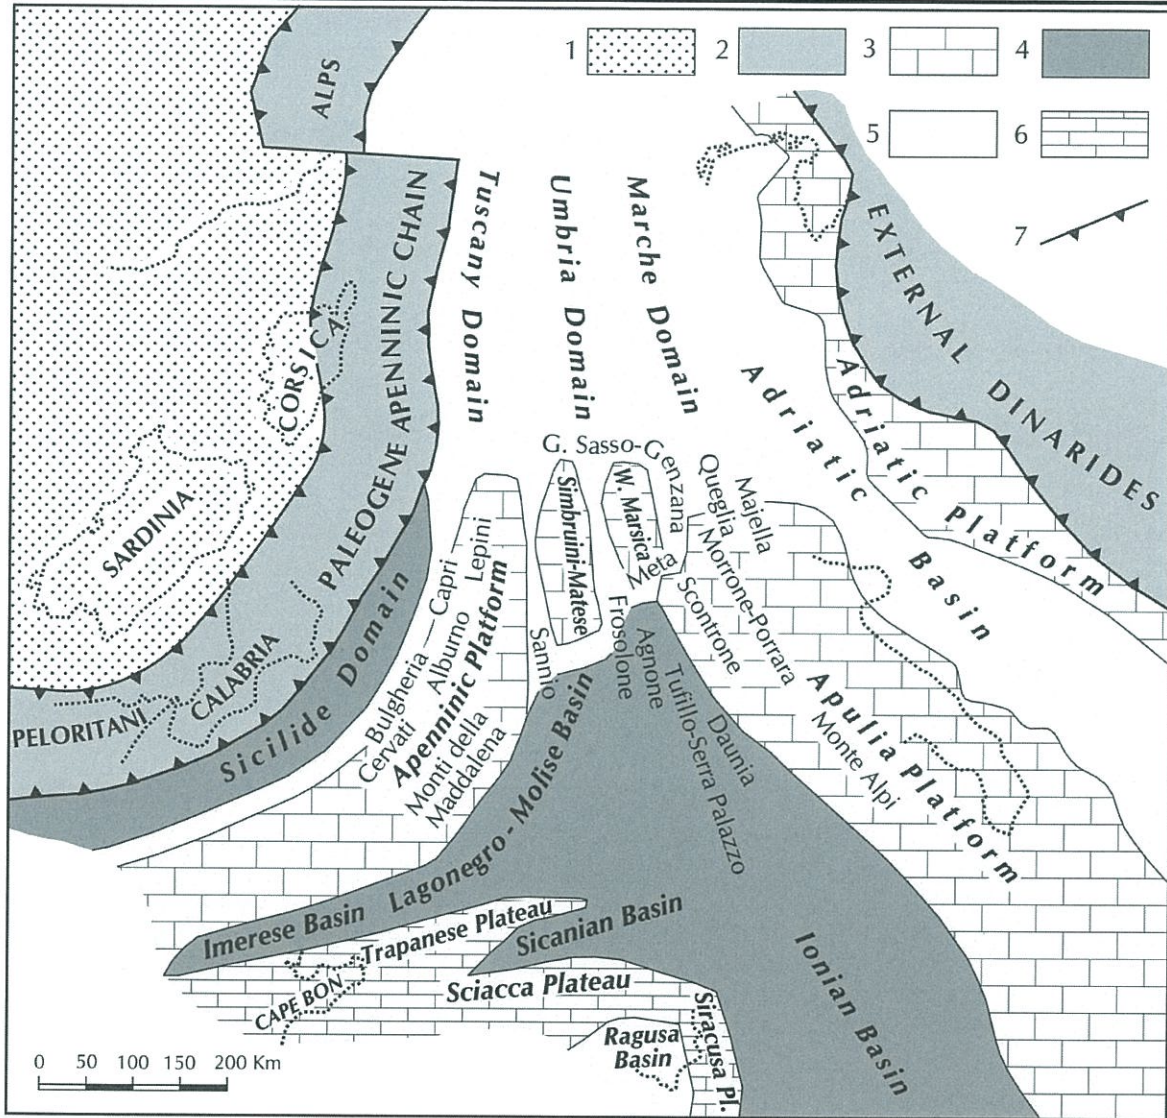 1
2
3
4
5
6
7
ALPS
PALEOGENE APENNINIC CHAIN
CORSICA
SARDINIA
CALABRIA
PELORITANI
Tuscany Domain
Umbria Domain
Marche Domain
EXTERNAL DINARIDES
Adriatic Platform
Adriatic Basin
G. Sasso-Genzana
Simbruini-Matese
W. Marsica
Meta
Queglia
Majella
Morrone-Porrara
Scontrone
Frosolone
Agnone
Tufillo-Serra Palazzo
Daunia
Sannio
Lepini
Bulgheria - Capri
Alburno
Cervati
Apenninic Platform
Monti della
Maddalena
Sicilide Domain
Apulia Platform
Monte Alpi
Imerese Basin
Lagonegro - Molise Basin
Trapanese Plateau
Sicanian Basin
CAPE BON
Sciacca Plateau
Siracusa Pl.
Ragusa
Basin
Ionian Basin
0 50 100 150 200 Km